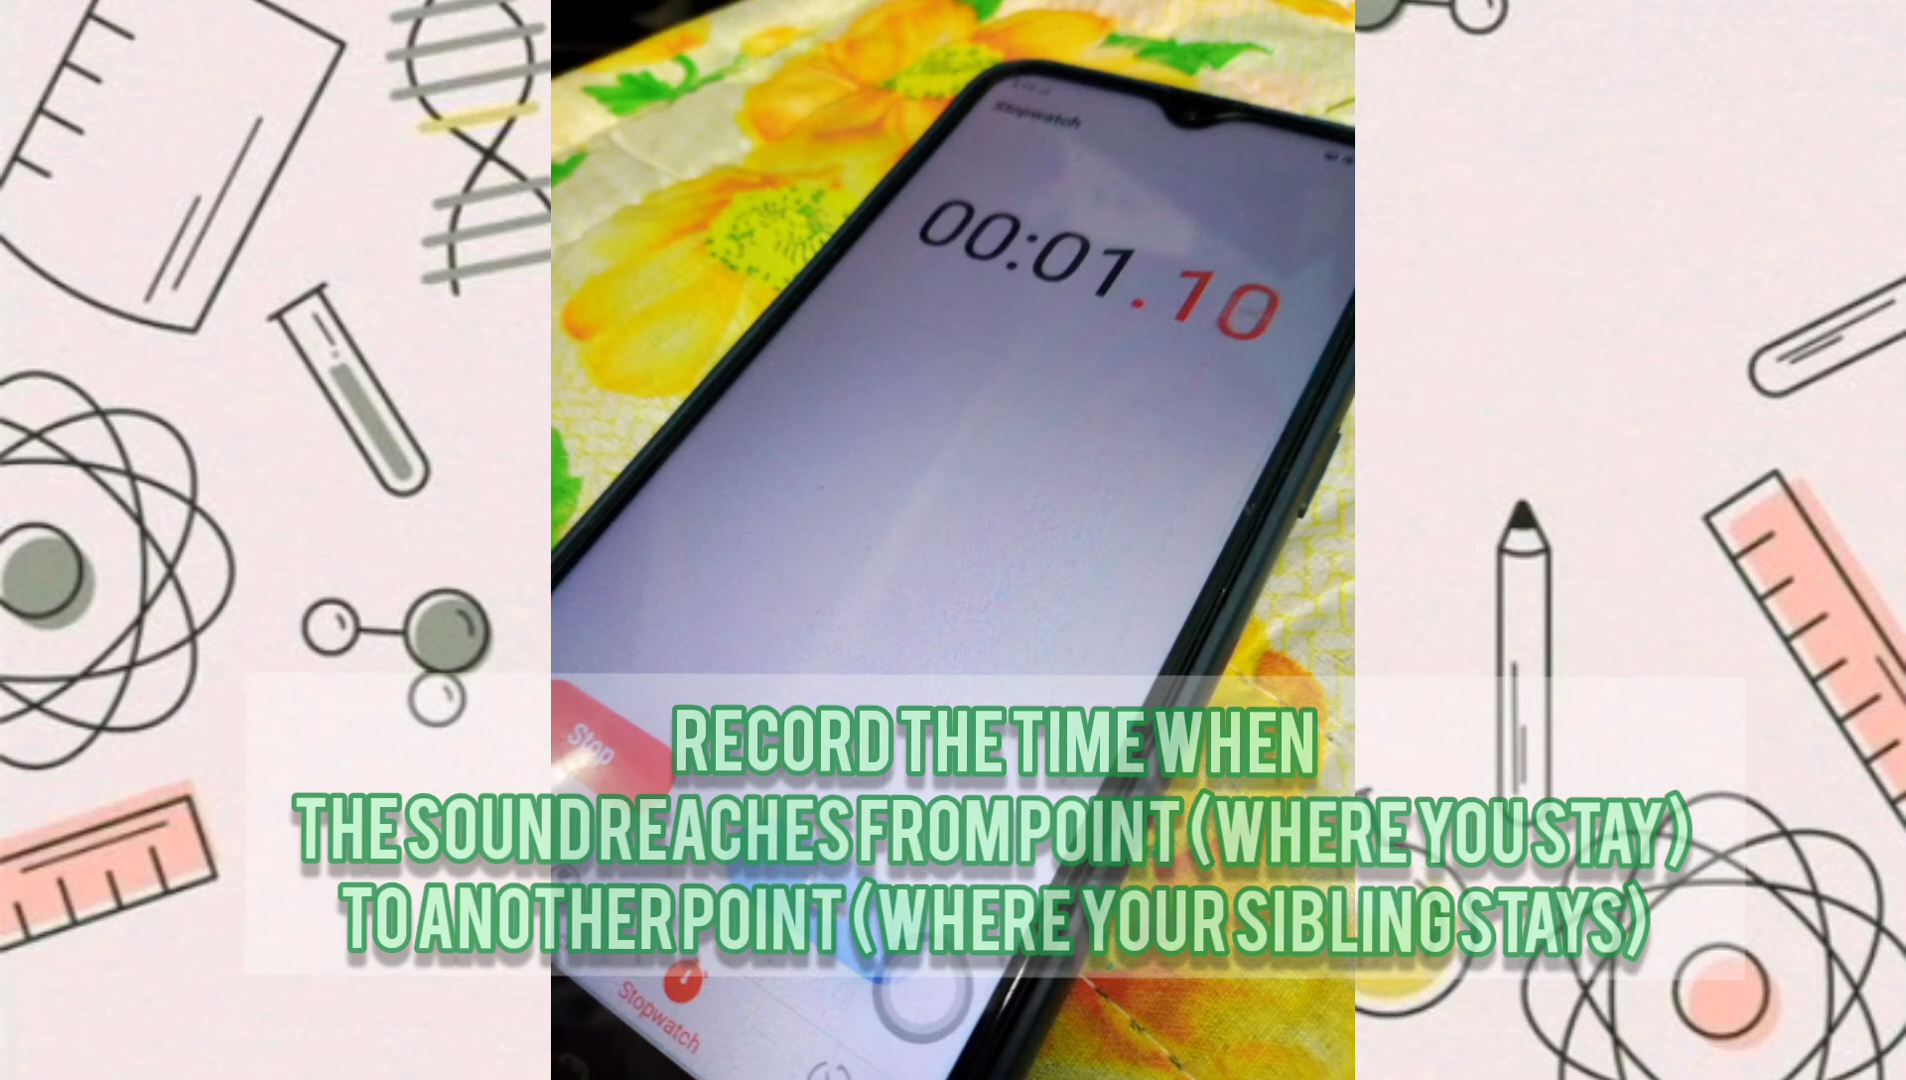 Stopwatch
00:01.10
Stop
RECORD THE TIME WHEN
THE SOUND REACHES FROM POINT (WHERE YOU STAY)
TO ANOTHER POINT (WHERE YOUR SIBLING STAYS)
Stopwatch